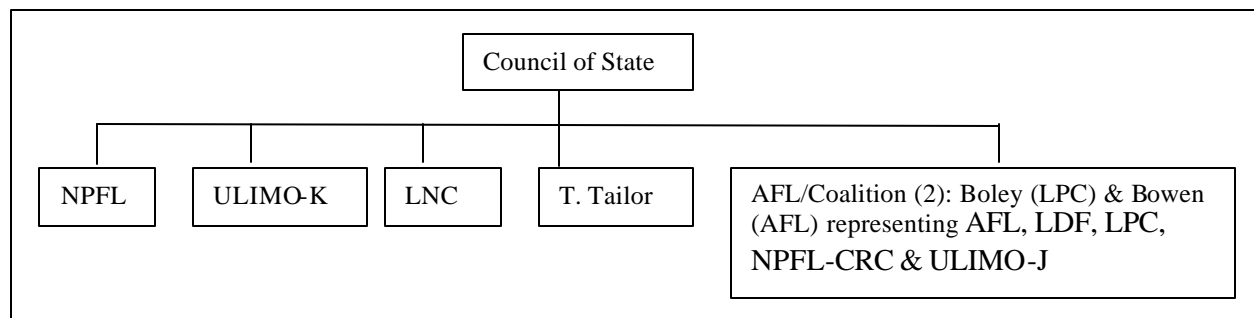 Council of State
NPFL
ULIMO-K
LNC
T. Tailor
AFL/Coalition (2): Boley (LPC) & Bowen
(AFL) representing AFL, LDF, LPC,
NPFL-CRC & ULIMO-J